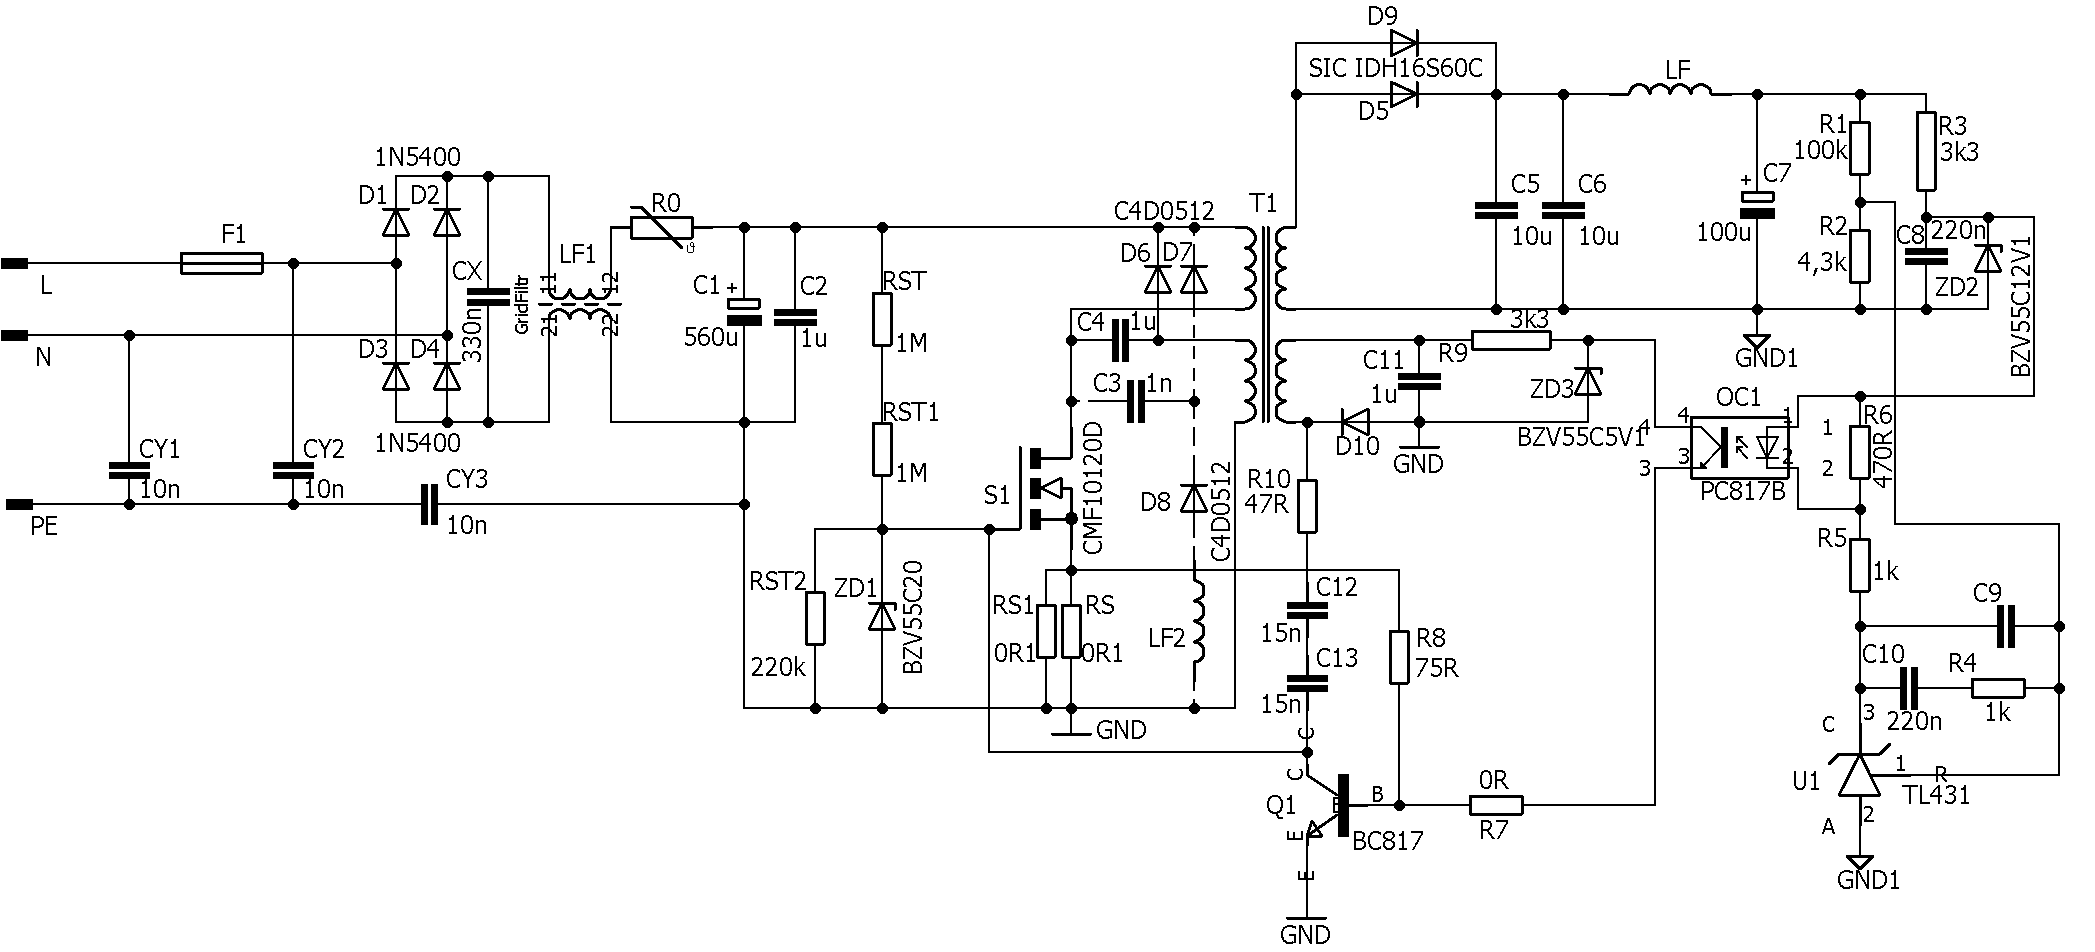 L
N
PE
F1
CY1
10n
CY2
10n
CY3
10n
1N5400
D1
D2
D3
D4
1N5400
CX
330n
GridFiltr
LF1
11
12
21
22
R0
ϑ
C1
+
560u
C2
1u
RST
1M
RST1
1M
RST2
220k
ZD1
BZV55C20
S1
CMF10120D
RS1
0R1
RS
0R1
GND
C4D0512
D6
D7
C4
1u
C3
1n
D8
C4D0512
LF2
T1
D9
SIC IDH16S60C
D5
C5
10u
C6
10u
LF
C7
+
100u
R1
100k
R2
4,3k
R3
3k3
C8
220n
ZD2
BZV55C12V1
GND1
3k3
R9
C11
1u
ZD3
BZV55C5V1
D10
GND
R10
47R
C12
15n
C13
15n
R8
75R
C
C
Q1
B
B
E
E
BC817
GND
0R
R7
OC1
4
4
3
3
1
1
2
2
PC817B
R6
470R
R5
1k
C9
C10
220n
R4
1k
C
3
U1
1
R
TL431
A
2
GND1